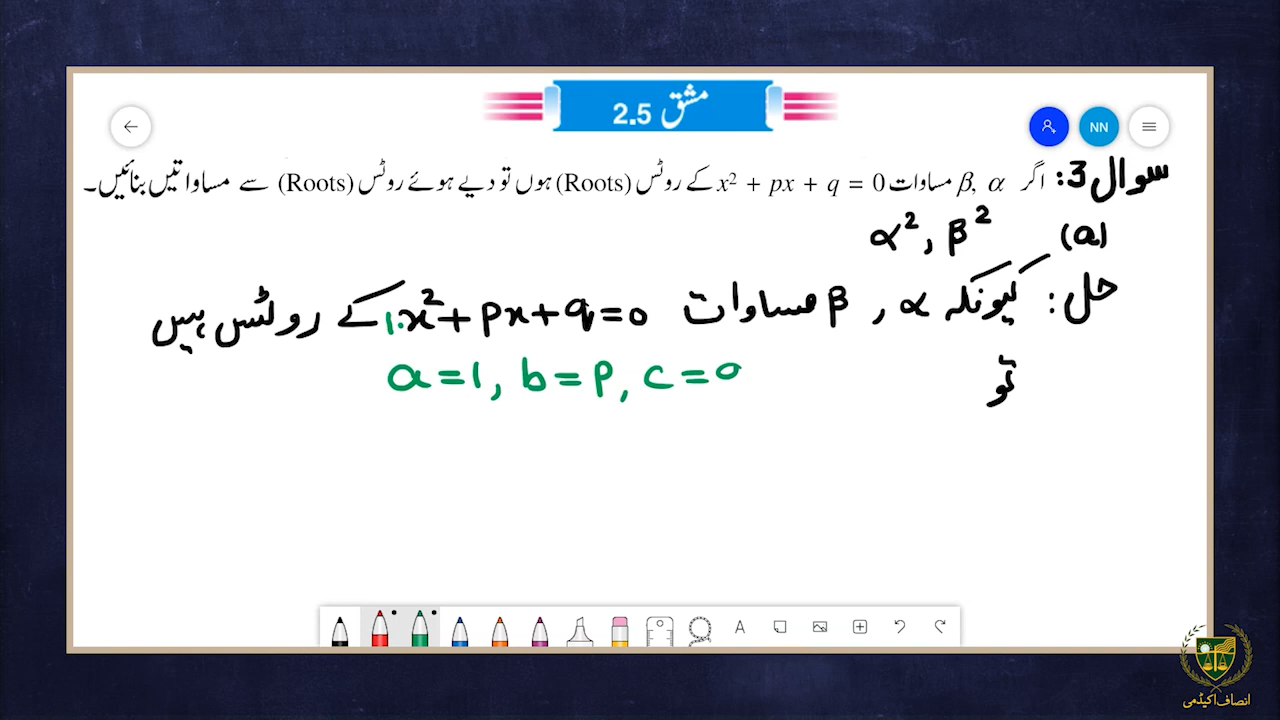 مشق 2.5
NN
سوال 3: اگر α ,β مساوات x² + px + q = 0 کے روٹس (Roots) ہوں تو دیے ہوئے روٹس (Roots) سے مساواتیں بنائیں۔
(a) α², β²
حل: کیونکہ α , β مساوات 1.x²+px+q=0 کے روٹس ہیں
تو a=1, b=p, c=0
A
انصاف اکیڈمی